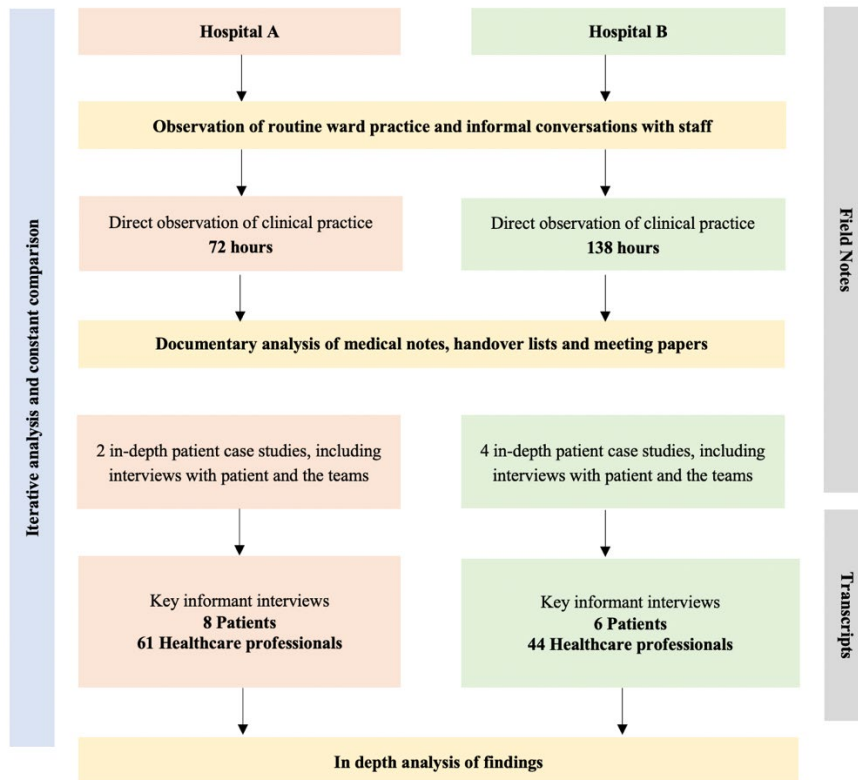 Hospital A
Hospital B
Observation of routine ward practice and informal conversations with staff
Direct observation of clinical practice
72 hours
Direct observation of clinical practice
138 hours
Documentary analysis of medical notes, handover lists and meeting papers
2 in-depth patient case studies, including
interviews with patient and the teams
4 in-depth patient case studies, including
interviews with patient and the teams
Key informant interviews
8 Patients
61 Healthcare professionals
Key informant interviews
6 Patients
44 Healthcare professionals
In depth analysis of findings
Iterative analysis and constant comparison
Field Notes
Transcripts